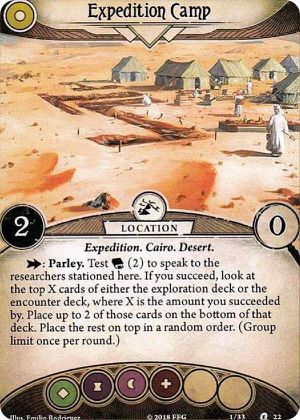 Expedition Camp
2
LOCATION
0
Expedition. Cairo. Desert.
: Parley. Test (2) to speak to the
researchers stationed here. If you succeed, look at
the top X cards of either the exploration deck or the
encounter deck, where X is the amount you succeeded
by. Place up to 2 of those cards on the bottom of that
deck. Place the rest on top in a random order. (Group
limit once per round.)
Illus. Emilio Rodriguez
© 2018 FFG
1/33
22